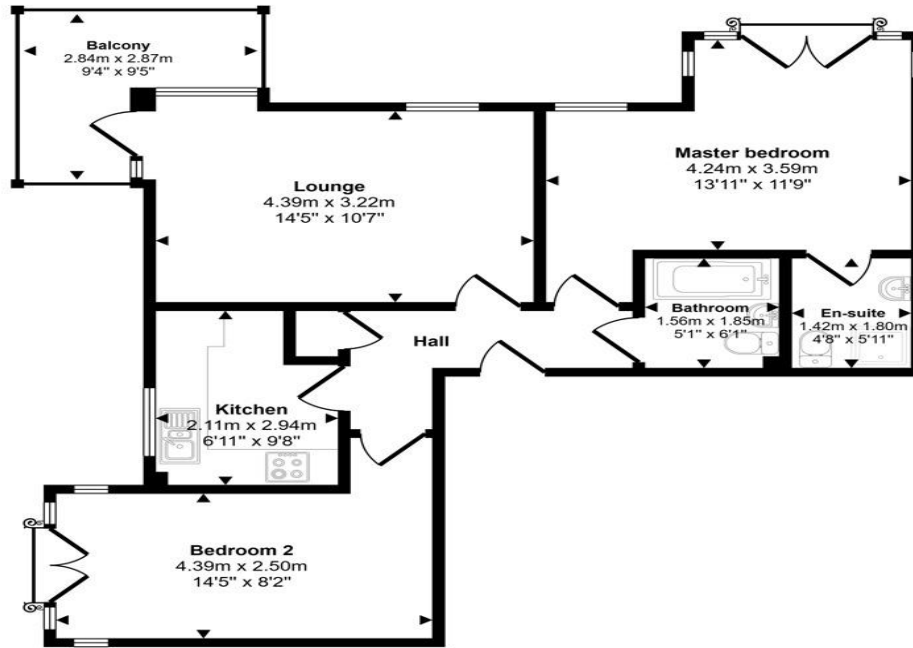 Balcony
2.84m x 2.87m
9'4" x 9'5"
Master bedroom
4.24m x 3.59m
13'11" x 11'9"
Lounge
4.39m x 3.22m
14'5" x 10'7"
Hall
Bathroom
1.56m x 1.85m
5'1" x 6'1"
En-suite
1.42m x 1.80m
4'8" x 5'11"
Kitchen
2.11m x 2.94m
6'11" x 9'8"
Bedroom 2
4.39m x 2.50m
14'5" x 8'2"